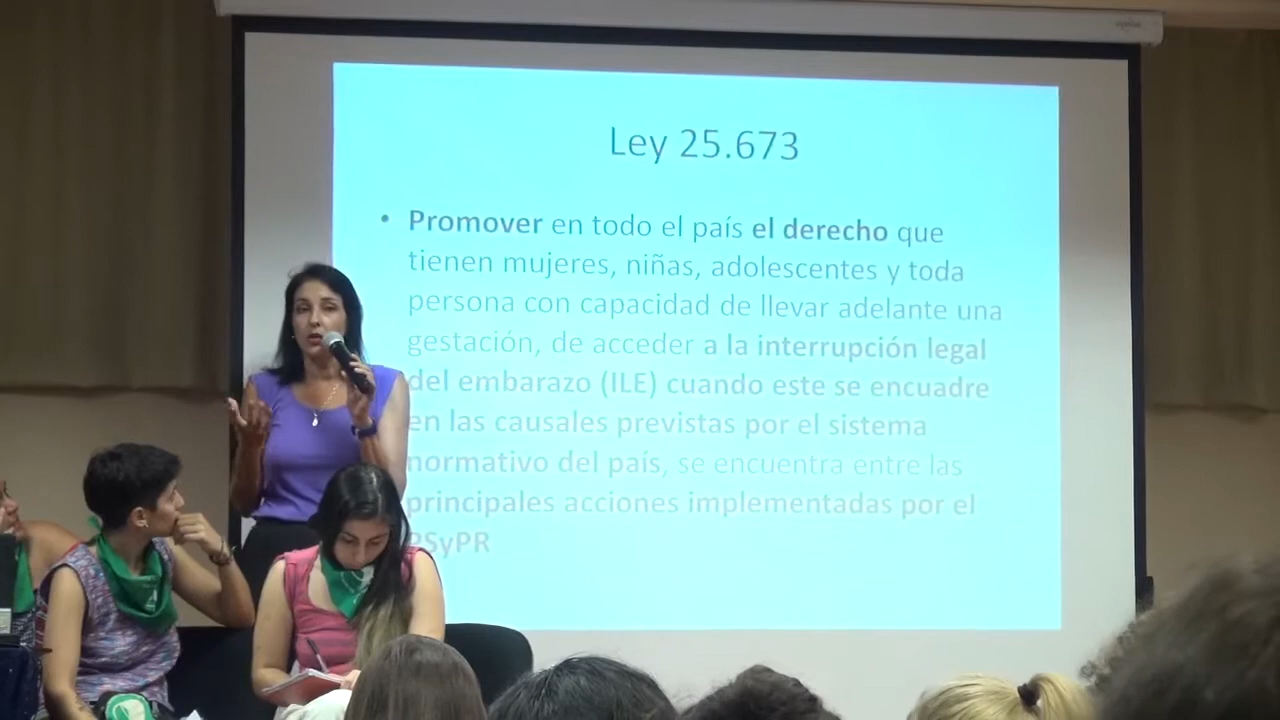 Ley 25.673
• Promover en todo el país el derecho que
tienen mujeres, niñas, adolescentes y toda
persona con capacidad de llevar adelante una
gestación, de acceder a la interrupción legal
del embarazo (ILE) cuando este se encuadre
en las causales previstas por el sistema
normativo del país, se encuentra entre las
principales acciones implementadas por el
PSyPR